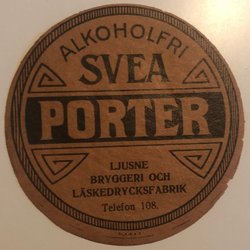 ALKOHOLFRI
SVEA
PORTER
LJUSNE
BRYGGERI OCH
LÄSKEDRYCKSFABRIK
Telefon 108.